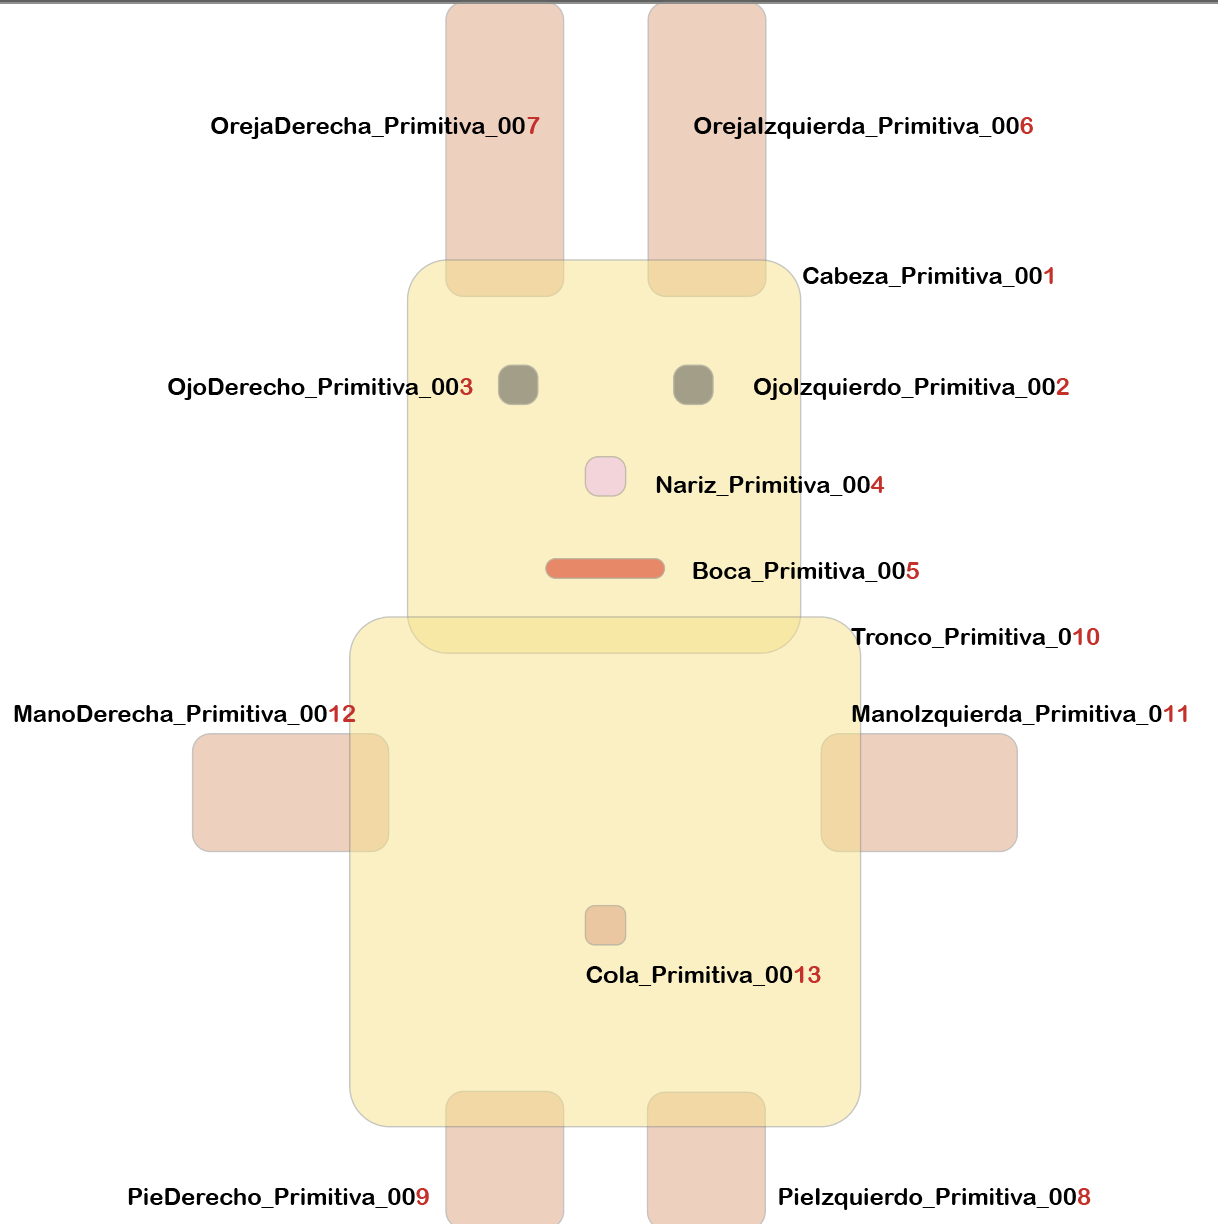 OrejaDerecha_Primitiva_007
OrejaIzquierda_Primitiva_006
Cabeza_Primitiva_001
OjoDerecho_Primitiva_003
OjoIzquierdo_Primitiva_002
Nariz_Primitiva_004
Boca_Primitiva_005
Tronco_Primitiva_010
ManoDerecha_Primitiva_0012
ManoIzquierda_Primitiva_011
Cola_Primitiva_0013
PieDerecho_Primitiva_009
PieIzquierdo_Primitiva_008